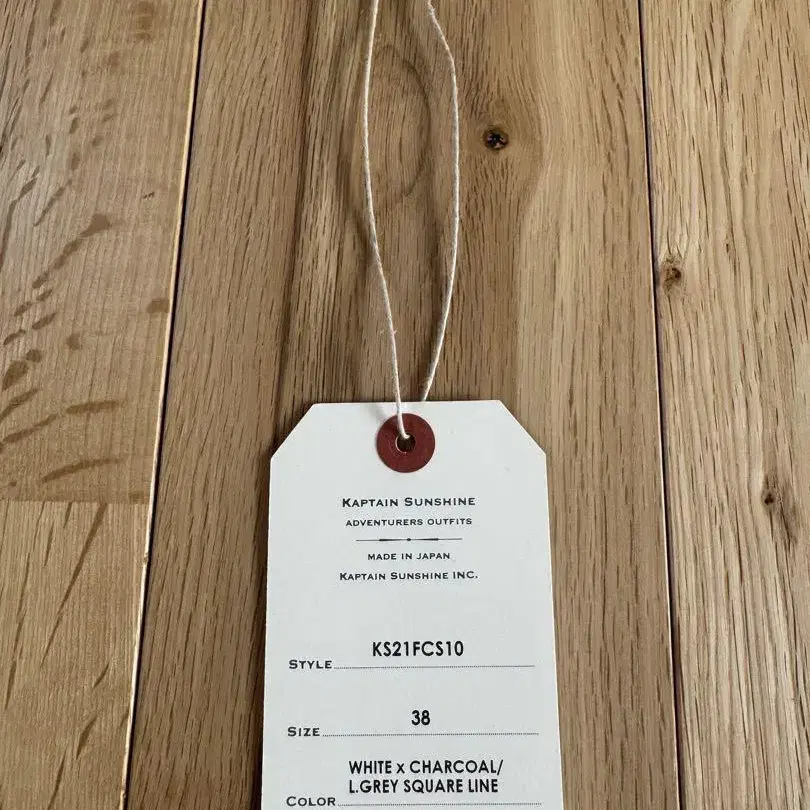 KAPTAIN SUNSHINE
ADVENTURERS OUTFITS
MADE IN JAPAN
KAPTAIN SUNSHINE INC.
STYLE KS21FCS10
SIZE 38
WHITE x CHARCOAL/
COLOR L.GREY SQUARE LINE